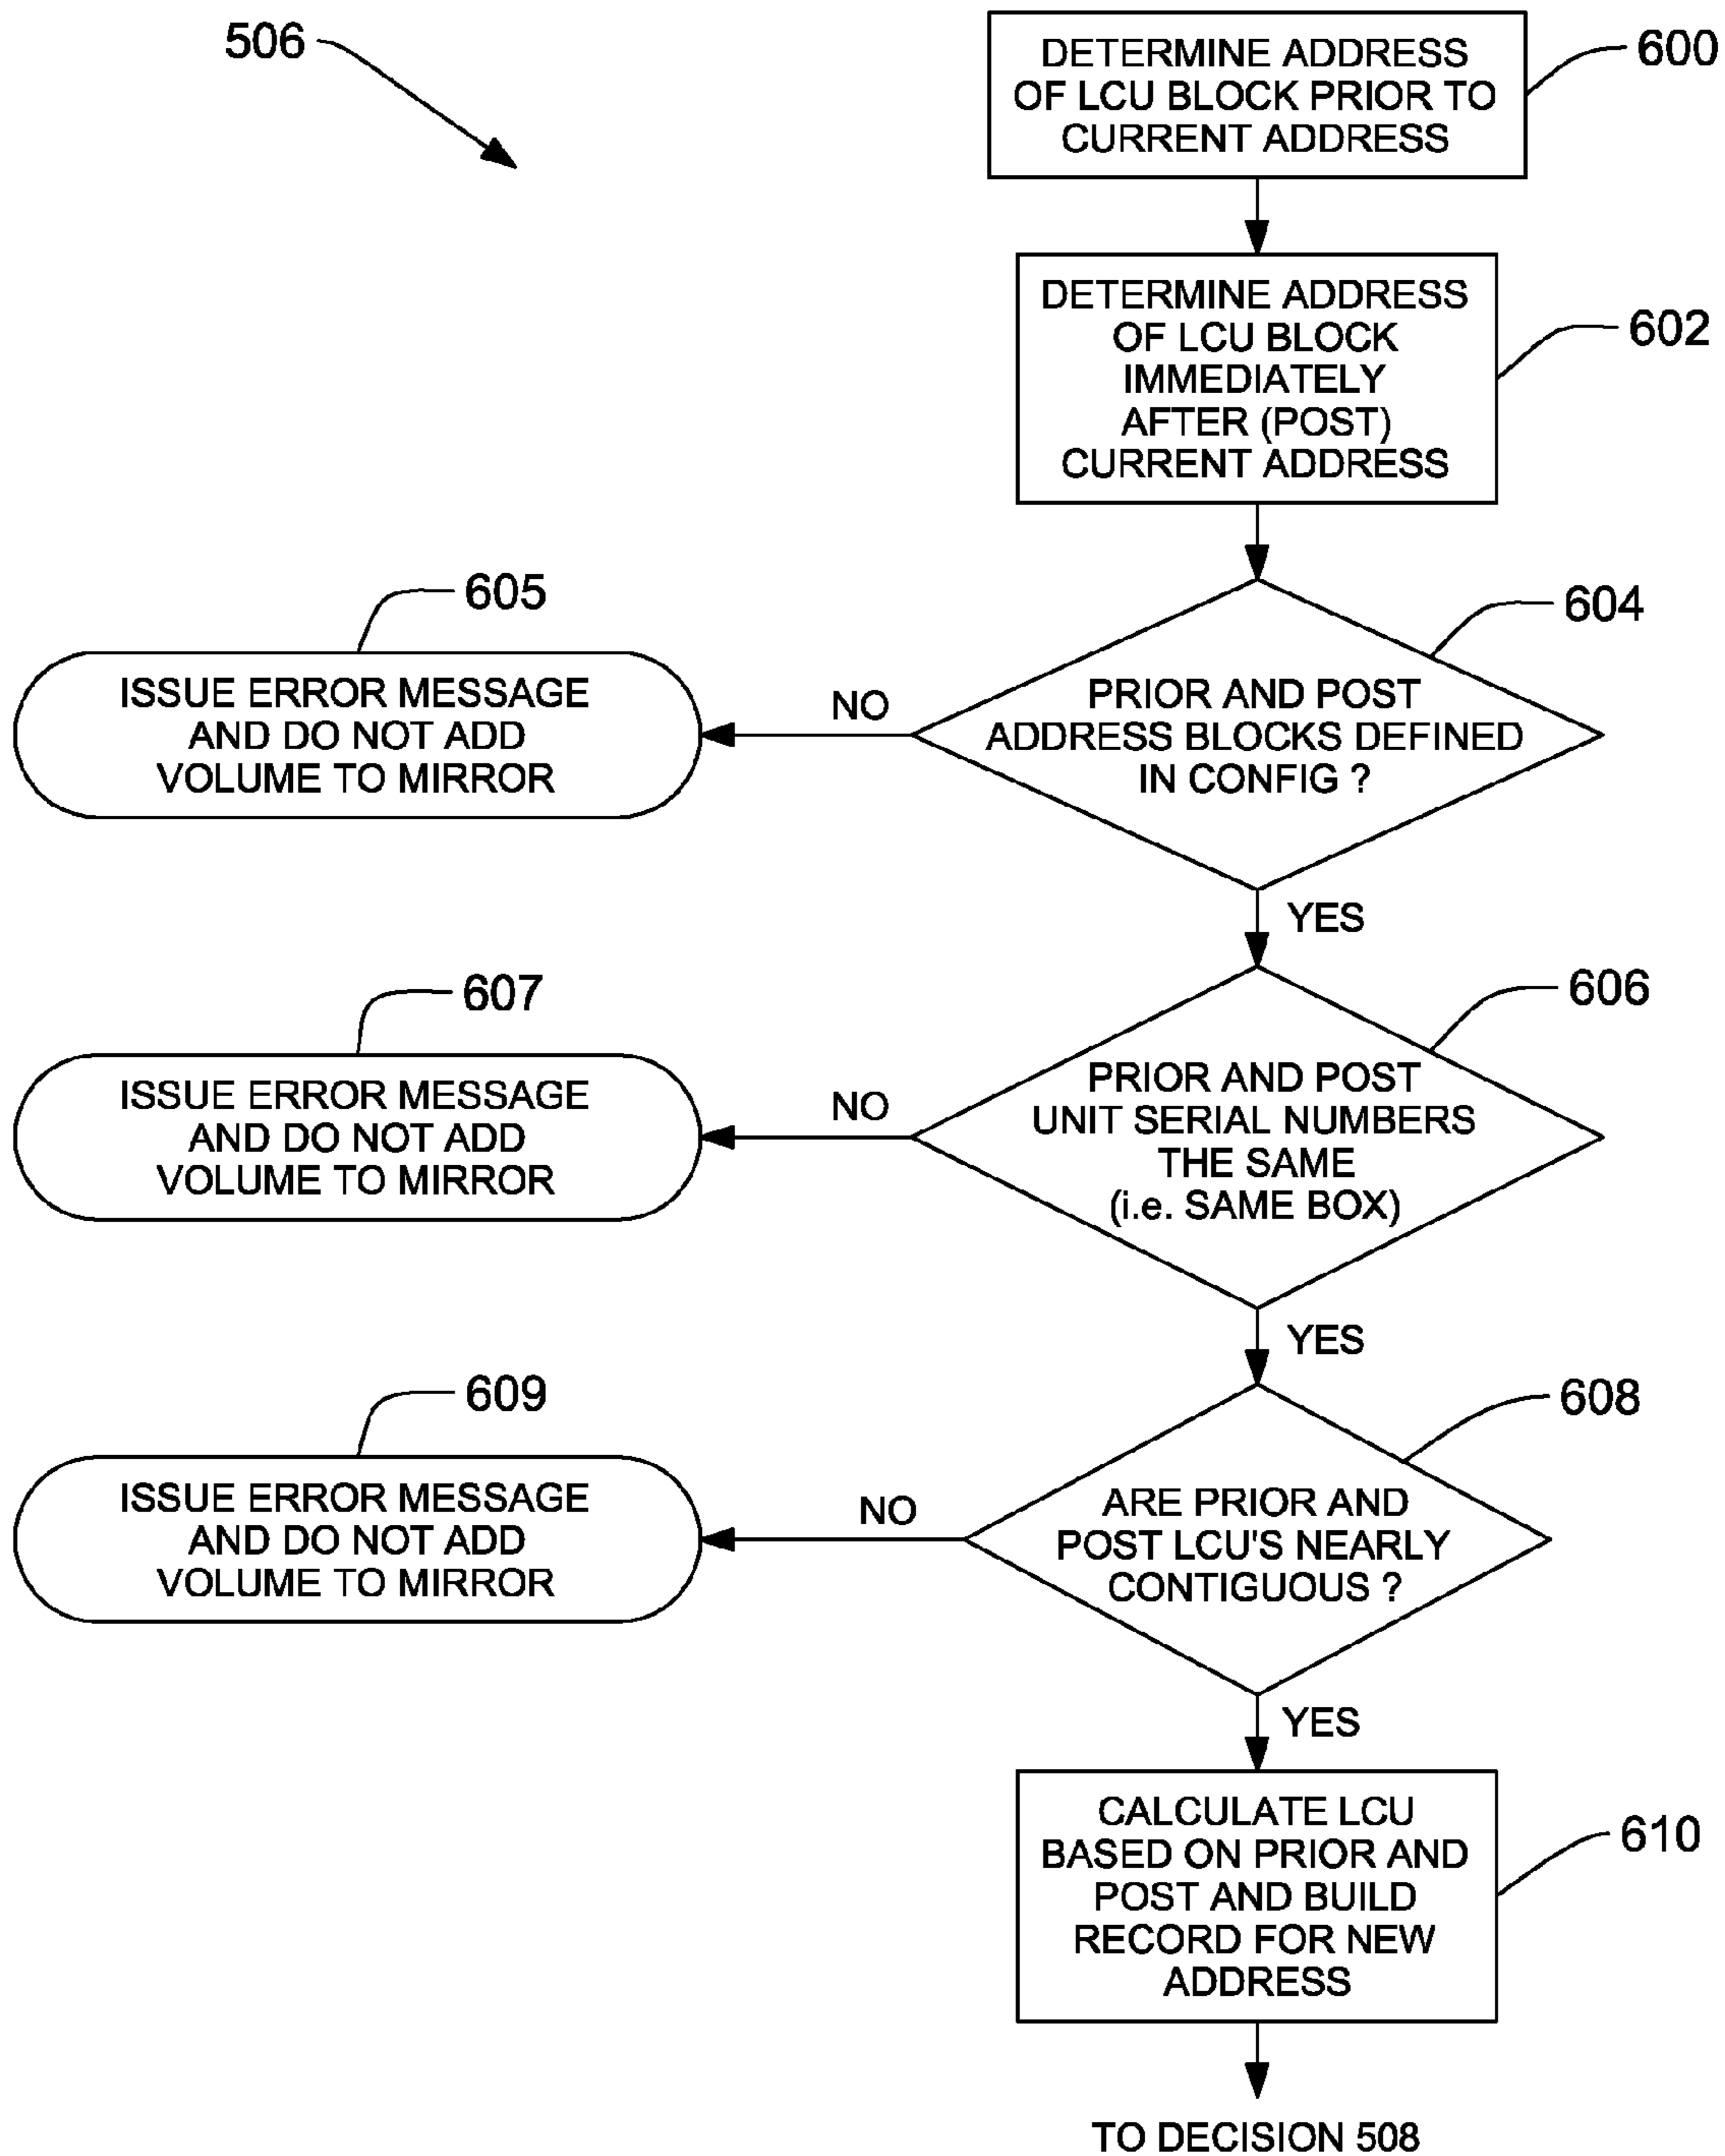 506
DETERMINE ADDRESS
OF LCU BLOCK PRIOR TO
CURRENT ADDRESS
600
DETERMINE ADDRESS
OF LCU BLOCK
IMMEDIATELY
AFTER (POST)
CURRENT ADDRESS
602
605
604
ISSUE ERROR MESSAGE
AND DO NOT ADD
VOLUME TO MIRROR
NO
PRIOR AND POST
ADDRESS BLOCKS DEFINED
IN CONFIG ?
YES
607
606
ISSUE ERROR MESSAGE
AND DO NOT ADD
VOLUME TO MIRROR
NO
PRIOR AND POST
UNIT SERIAL NUMBERS
THE SAME
(i.e. SAME BOX)
YES
609
608
ISSUE ERROR MESSAGE
AND DO NOT ADD
VOLUME TO MIRROR
NO
ARE PRIOR AND
POST LCU'S NEARLY
CONTIGUOUS ?
YES
CALCULATE LCU
BASED ON PRIOR AND
POST AND BUILD
RECORD FOR NEW
ADDRESS
610
TO DECISION 508